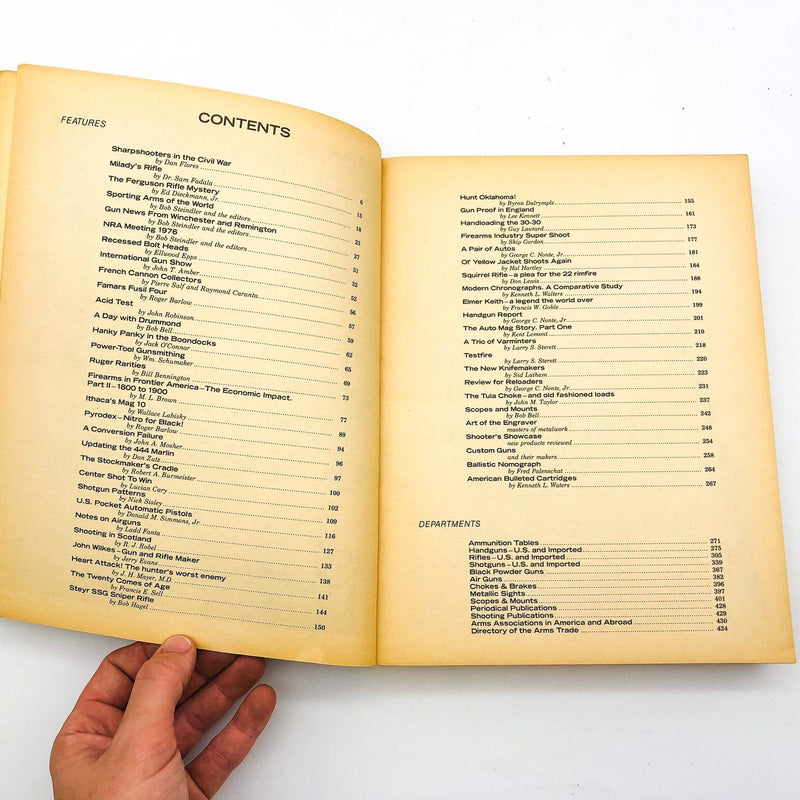 CONTENTS
FEATURES
Sharpshooters in the Civil War
by Dan Flores 6
Milady's Rifle
by Dr. Sam Fadala 15
The Ferguson Rifle Mystery
by Ed Dieckmann, Jr. 18
Sporting Arms of the World
by Bob Steindler and the editors 23
Gun News From Winchester and Remington
by Bob Steindler and the editors 27
NRA Meeting 1976
by Bob Steindler and the editors 31
Recessed Bolt Heads
by Ellwood Epps 32
International Gun Show
by John T. Amber 52
French Cannon Collectors
by Pierre Salf and Raymond Caranta 56
Famars Fusil Four
by Roger Barlow 57
Acid Test
by John Robinson 59
A Day with Drummond
by Bob Bell 62
Hanky Panky in the Boondocks
by Jack O'Connor 65
Power-Tool Gunsmithing
by Wm. Schumaker 69
Ruger Rarities
by Bill Bennington 73
Firearms in Frontier America—The Economic Impact.
Part II—1800 to 1900
by M. L. Brown 77
Ithaca's Mag 10
by Wallace Labisky 89
Pyrodex—Nitro for Black!
by Roger Barlow 94
A Conversion Failure
by John A. Mosher 96
Updating the 444 Marlin
by Don Zutz 97
The Stockmaker's Cradle
by Robert A. Burmeister 100
Center Shot To Win
by Lucian Cary 102
Shotgun Patterns
by Nick Sisley 109
U.S. Pocket Automatic Pistols
by Donald M. Simmons, Jr. 116
Notes on Airguns
by Ladd Fanta 127
Shooting in Scotland
by R. J. Robel 133
John Wilkes—Gun and Rifle Maker
by Jerry Evans 138
Heart Attack! The hunter's worst enemy
by J. H. Mayer, M.D. 141
The Twenty Comes of Age
by Francis E. Sell 144
Steyr SSG Sniper Rifle
by Bob Hagel 150
Hunt Oklahoma!
by Byron Dalrymple 155
Gun Proof in England
by Lee Kennett 161
Handloading the 30-30
by Guy Lautard 173
Firearms Industry Super Shoot
by Skip Gordon 177
A Pair of Autos
by George C. Nonte, Jr. 181
Ol' Yellow Jacket Shoots Again
by Hal Hartley 184
Squirrel Rifle—a plea for the 22 rimfire
by Don Lewis 188
Modern Chronographs. A Comparative Study
by Kenneth L. Walters 194
Elmer Keith—a legend the world over
by Francis W. Goble 199
Handgun Report
by George C. Nonte, Jr. 201
The Auto Mag Story. Part One
by Kent Lomont 210
A Trio of Varminters
by Larry S. Sterett 218
Testfire
by Larry S. Sterett 220
The New Knifemakers
by Sid Latham 223
Review for Reloaders
by George C. Nonte, Jr. 231
The Tula Choke—and old fashioned loads
by John M. Taylor 237
Scopes and Mounts
by Bob Bell 242
Art of the Engraver
masters of metalwork 248
Shooter's Showcase
new products reviewed 254
Custom Guns
and their makers 258
Ballistic Nomograph
by Fred Palenschat 264
American Bulleted Cartridges
by Kenneth L. Waters 267
DEPARTMENTS
Ammunition Tables 271
Handguns—U.S. and Imported 275
Rifles—U.S. and Imported 305
Shotguns—U.S. and Imported 339
Black Powder Guns 367
Air Guns 382
Chokes & Brakes 396
Metallic Sights 397
Scopes & Mounts 401
Periodical Publications 428
Shooting Publications 429
Arms Associations in America and Abroad 430
Directory of the Arms Trade 434